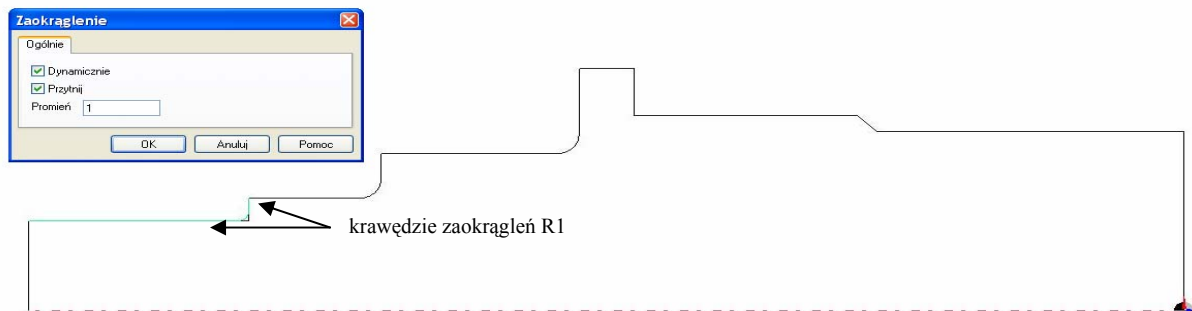 Zaokrąglenie
Ogólnie
Dynamicznie
Przytnij
Promień 1
OK Anuluj Pomoc
krawędzie zaokrągleń R1